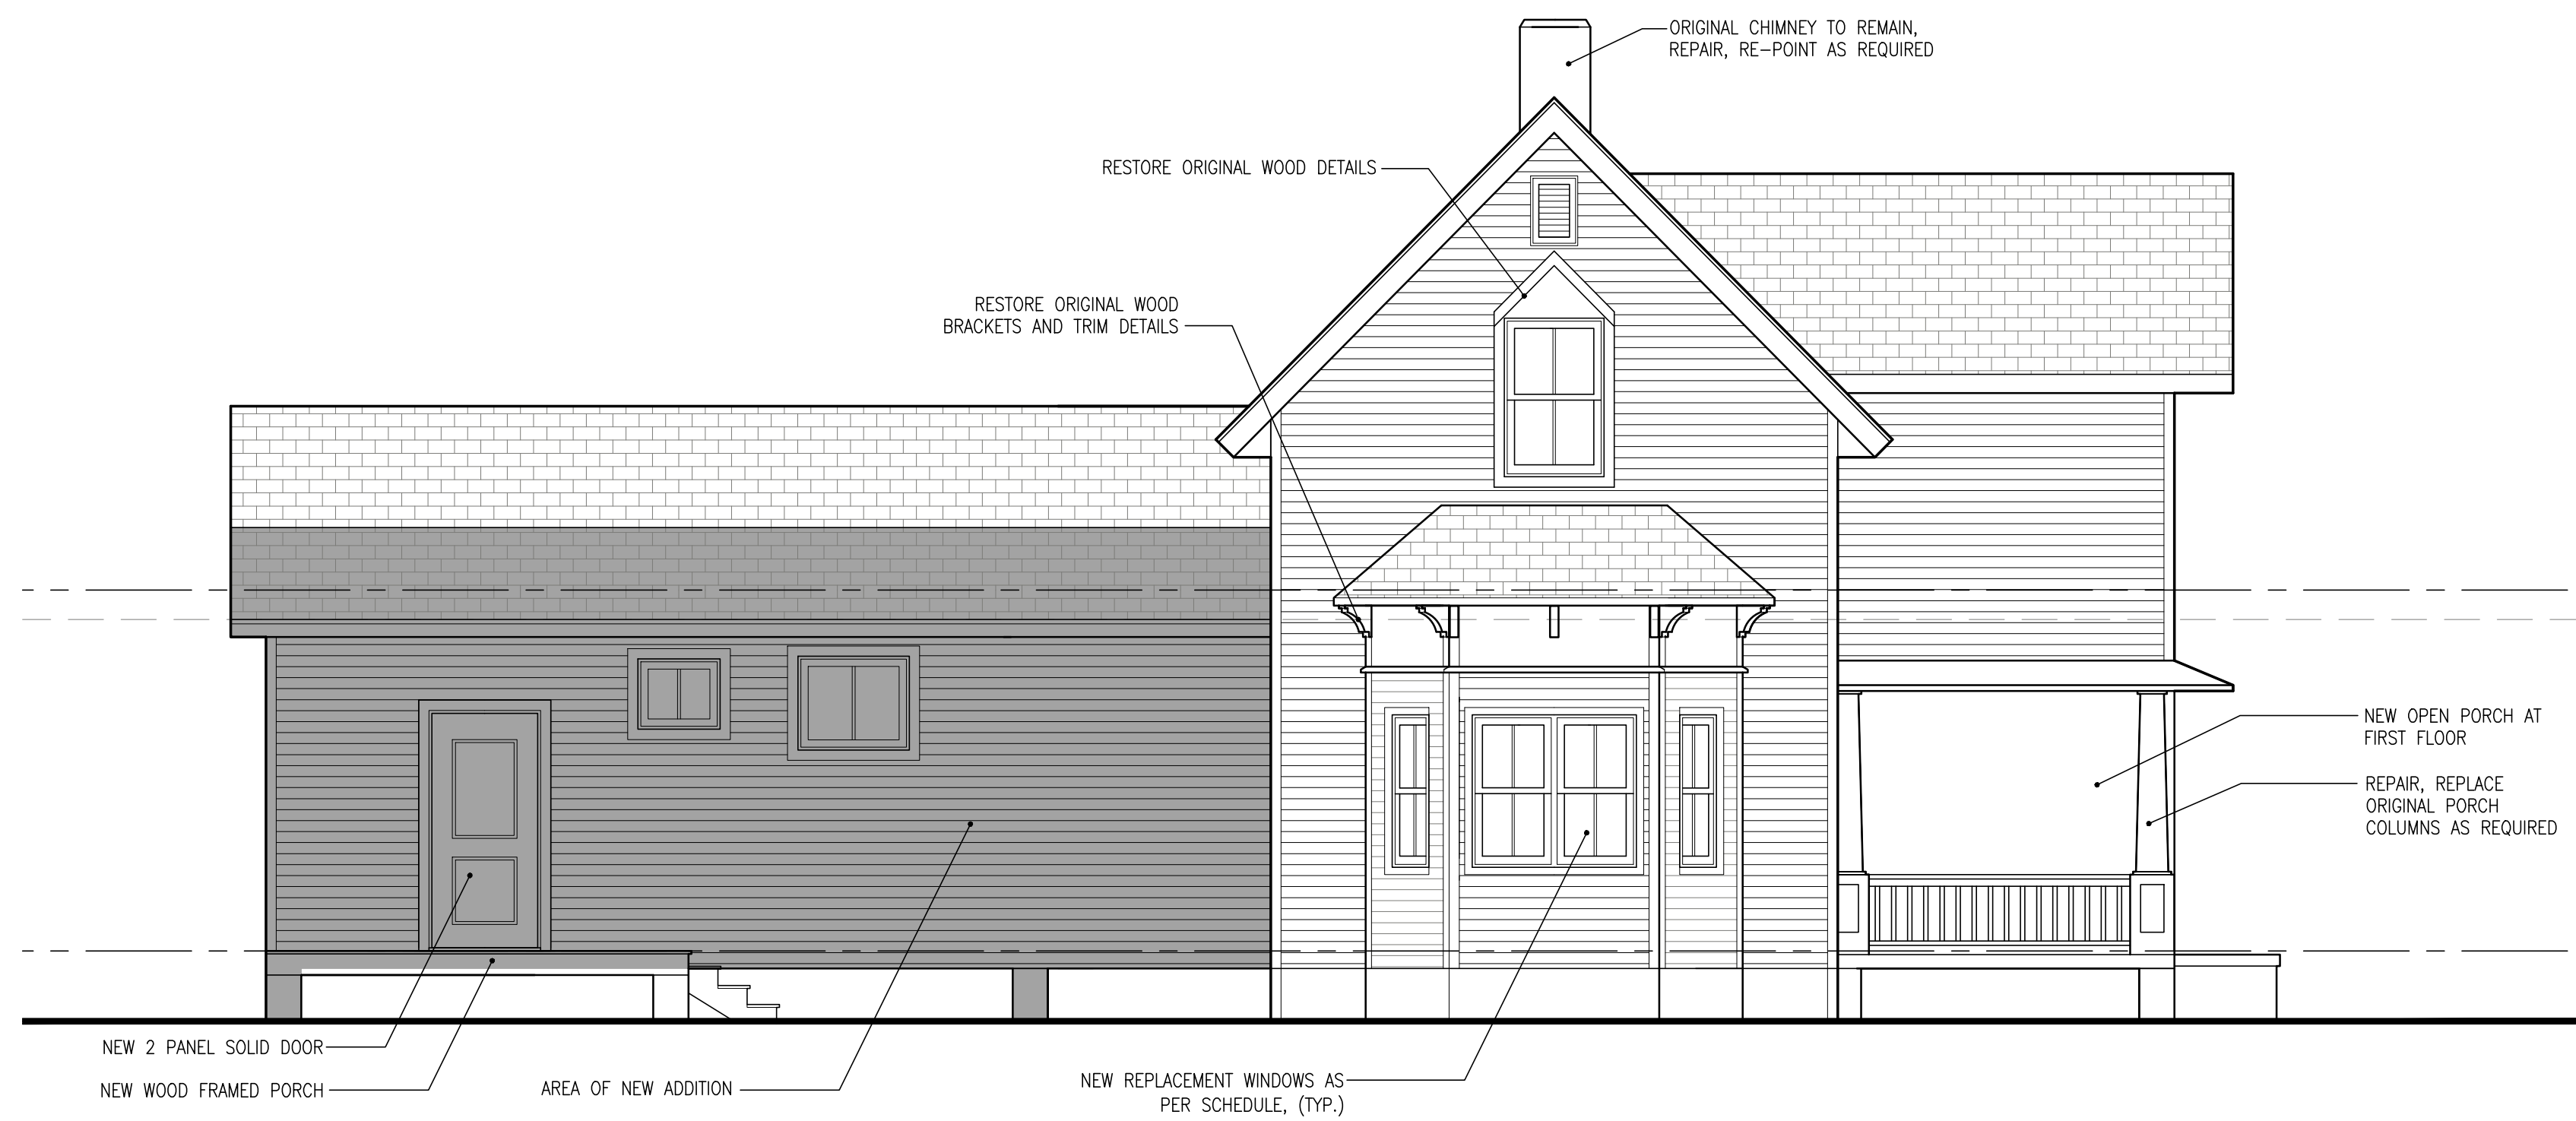 ORIGINAL CHIMNEY TO REMAIN,
REPAIR, RE-POINT AS REQUIRED
RESTORE ORIGINAL WOOD DETAILS
RESTORE ORIGINAL WOOD
BRACKETS AND TRIM DETAILS
NEW OPEN PORCH AT
FIRST FLOOR
REPAIR, REPLACE
ORIGINAL PORCH
COLUMNS AS REQUIRED
NEW 2 PANEL SOLID DOOR
NEW WOOD FRAMED PORCH
AREA OF NEW ADDITION
NEW REPLACEMENT WINDOWS AS
PER SCHEDULE, (TYP.)